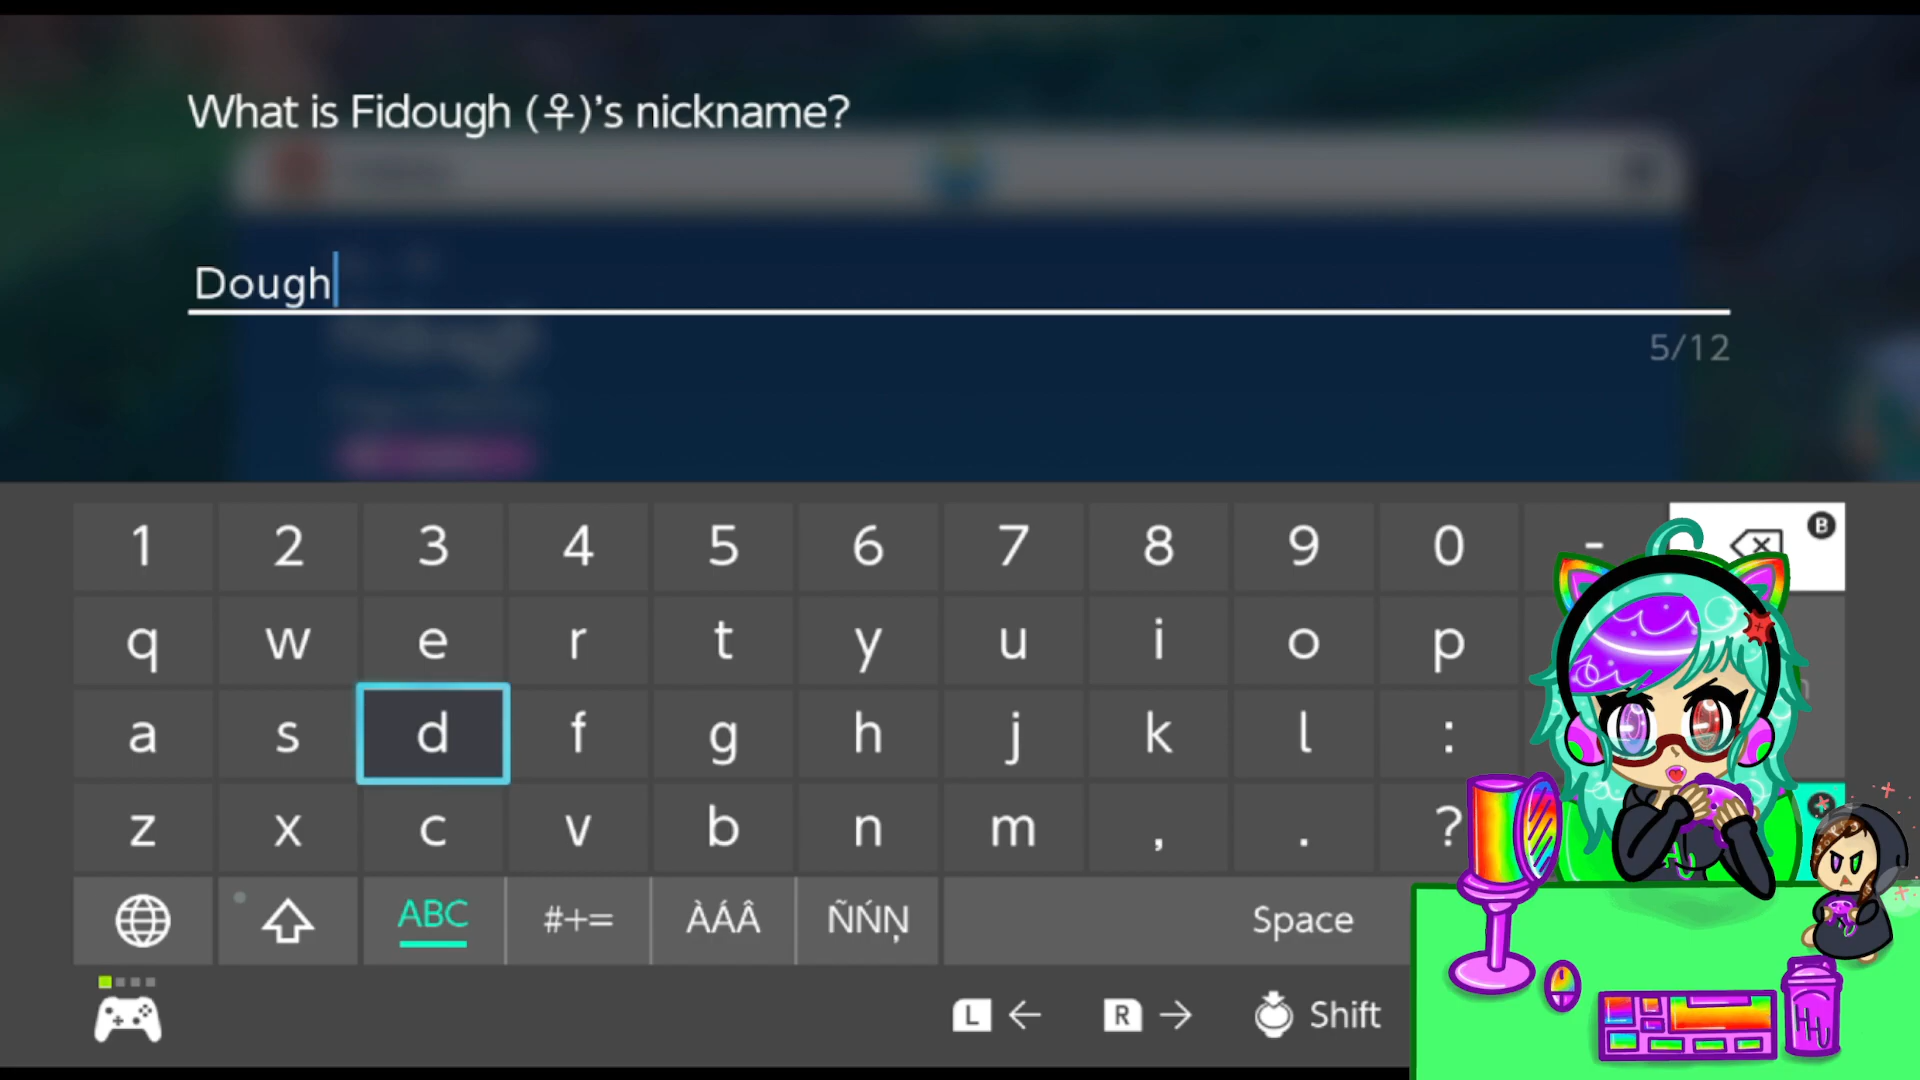 What is Fidough (♀)'s nickname?
Dough
5/12
1 2 3 4 5 6 7 8 9 0 - B
q w e r t y u i o p
a s d f g h j k l :
z x c v b n m , . ?
ABC #+= ÀÁÂ ÑŃŅ Space
L ← R → Shift
HU